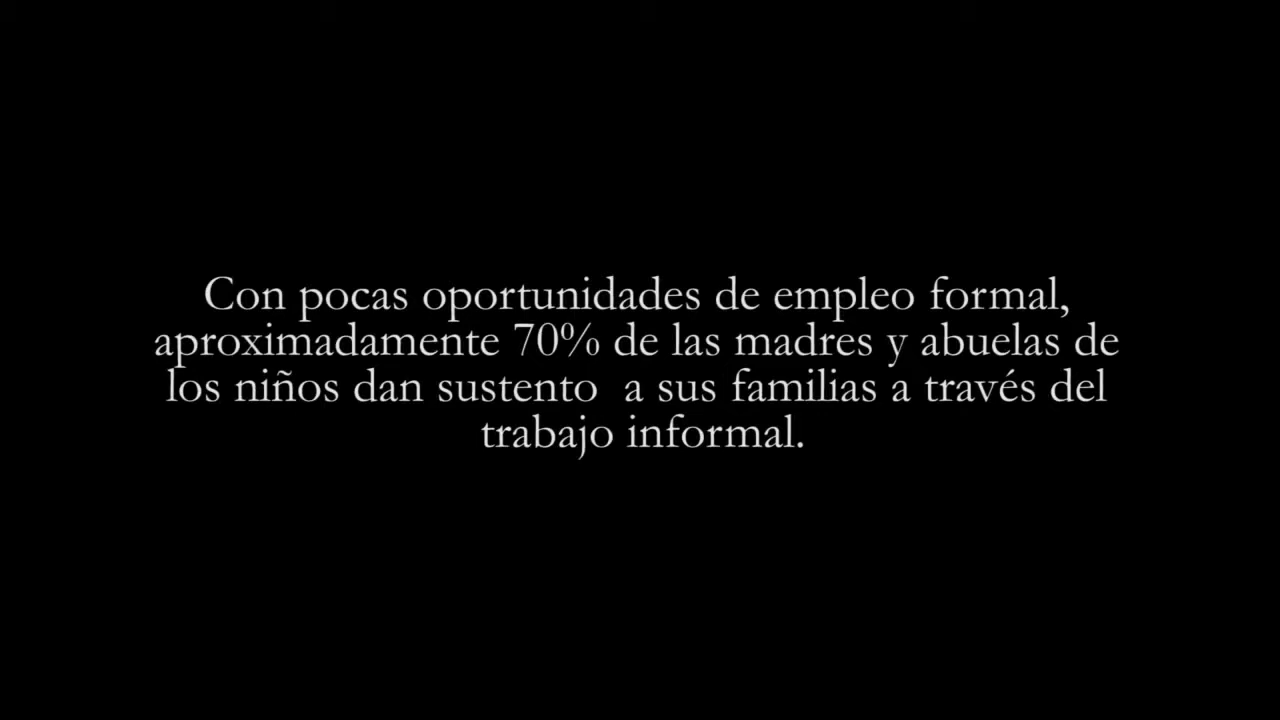 Con pocas oportunidades de empleo formal,
aproximadamente 70% de las madres y abuelas de
los niños dan sustento  a sus familias a través del
trabajo informal.